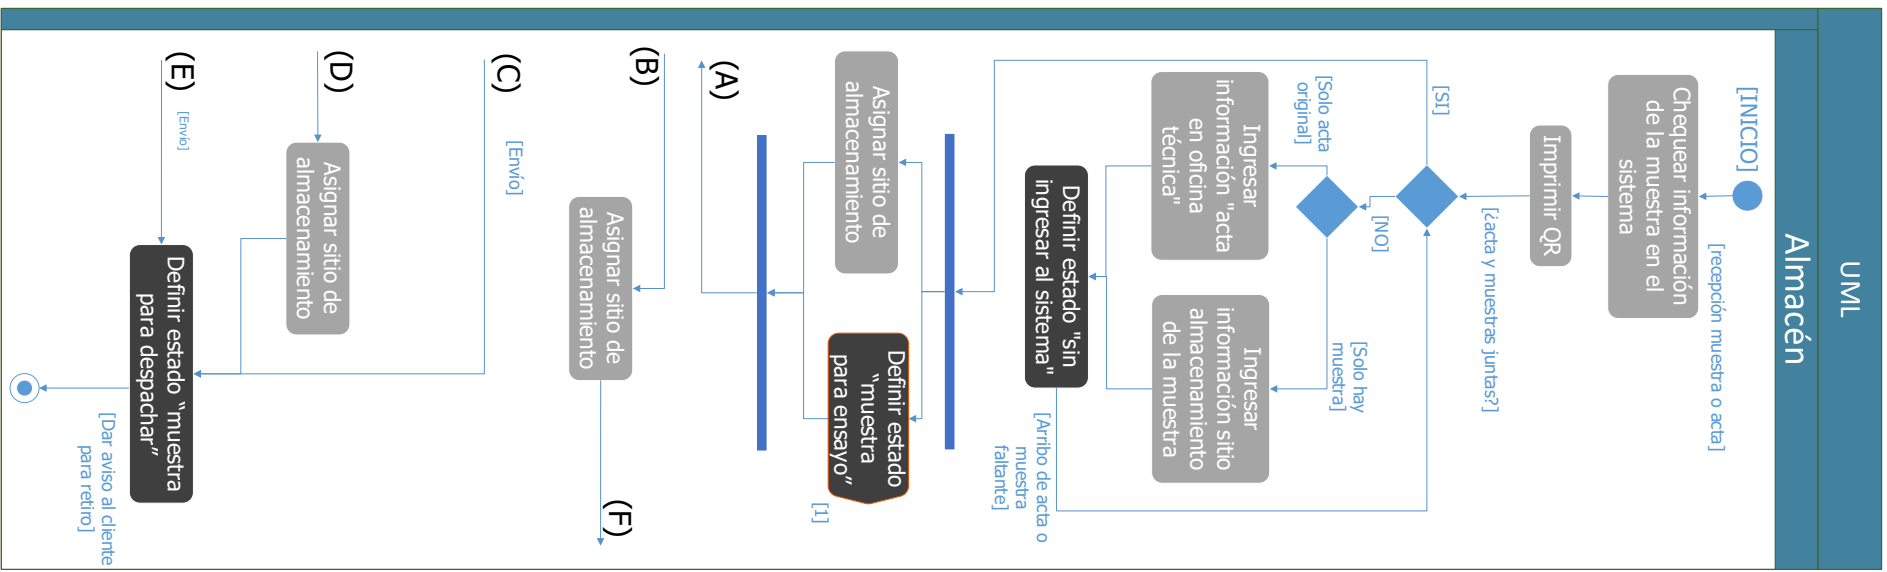 UML
Almacén
[INICIO]
[recepción muestra o acta]
Chequear información
de la muestra en el
sistema
Imprimir QR
[¿acta y muestras juntas?]
[SI]
[NO]
[Solo acta
original]
[Solo hay
muestra]
Ingresar
información "acta
en oficina
técnica"
Ingresar
información sitio
almacenamiento
de la muestra
Definir estado "sin
ingresar al sistema"
[Arribo de acta o
muestra
faltante]
Asignar sitio de
almacenamiento
Definir estado
“muestra
para ensayo”
[1]
(A)
(B)
Asignar sitio de
almacenamiento
(F)
(C)
[Envío]
(D)
Asignar sitio de
almacenamiento
(E)
[Envío]
Definir estado “muestra
para despachar”
[Dar aviso al cliente
para retiro]